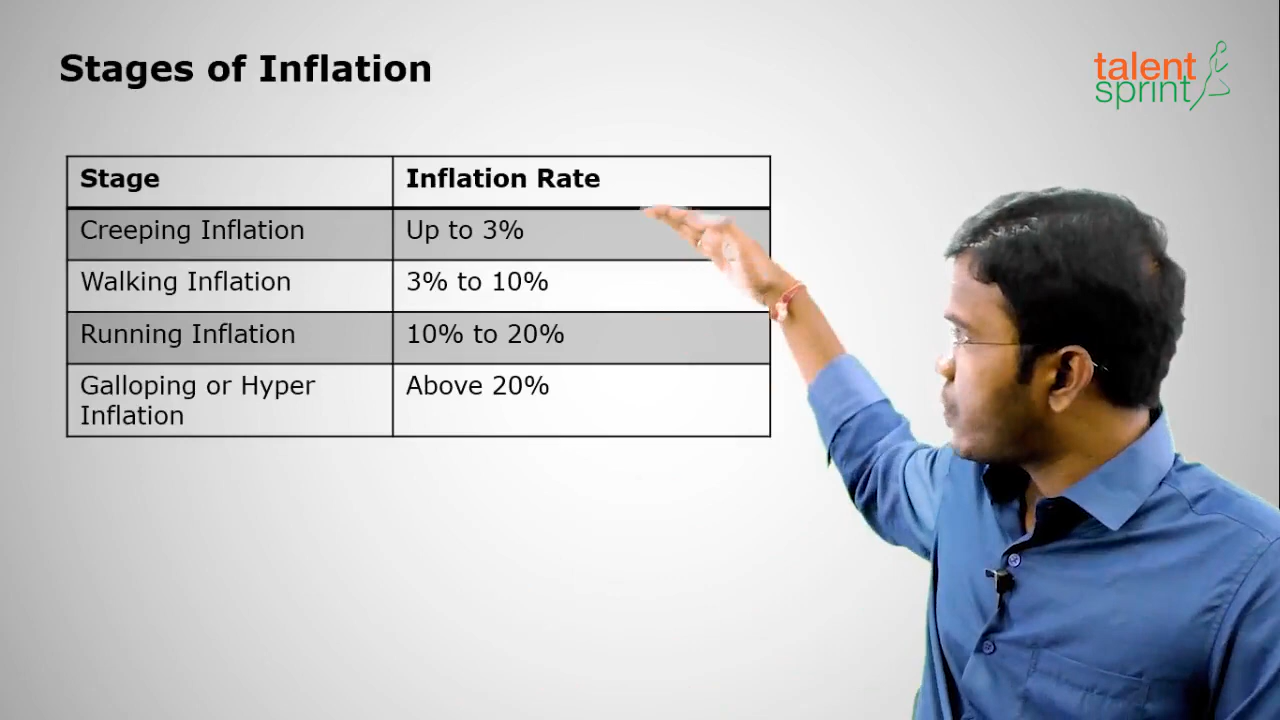 Stages of Inflation
talent
sprint
Stage Inflation Rate
Creeping Inflation Up to 3%
Walking Inflation 3% to 10%
Running Inflation 10% to 20%
Galloping or Hyper Above 20%
Inflation